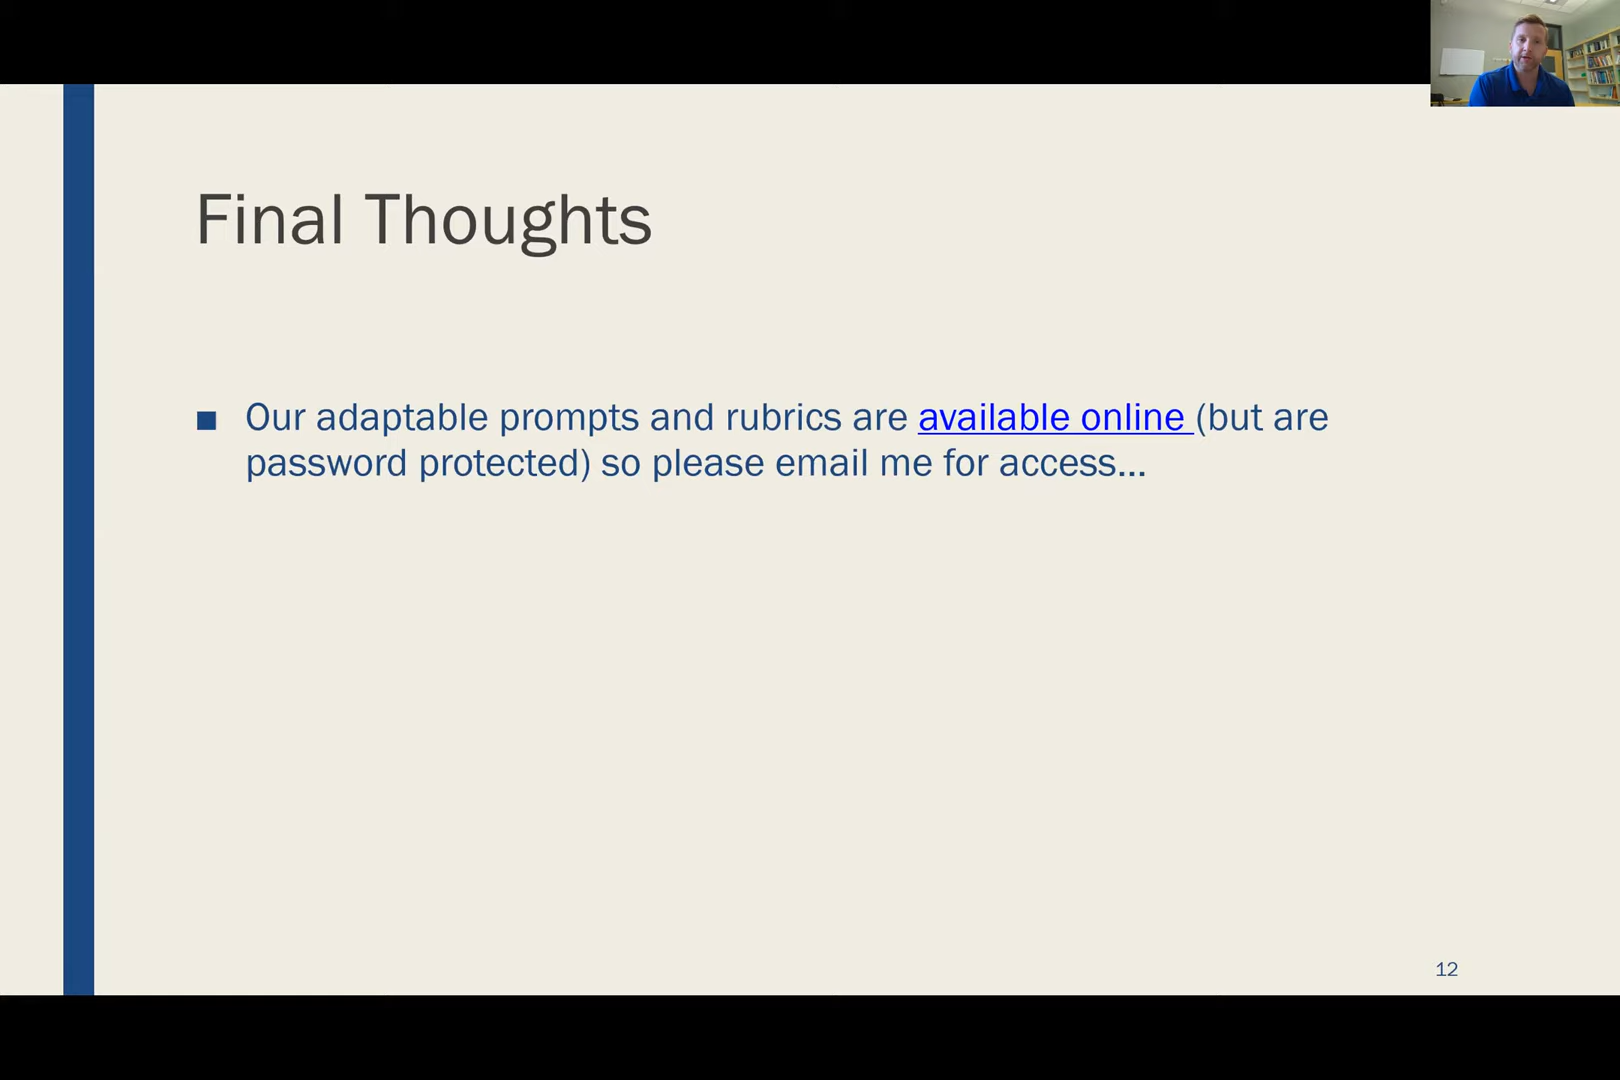 Final Thoughts
■ Our adaptable prompts and rubrics are available online (but are
password protected) so please email me for access...
12